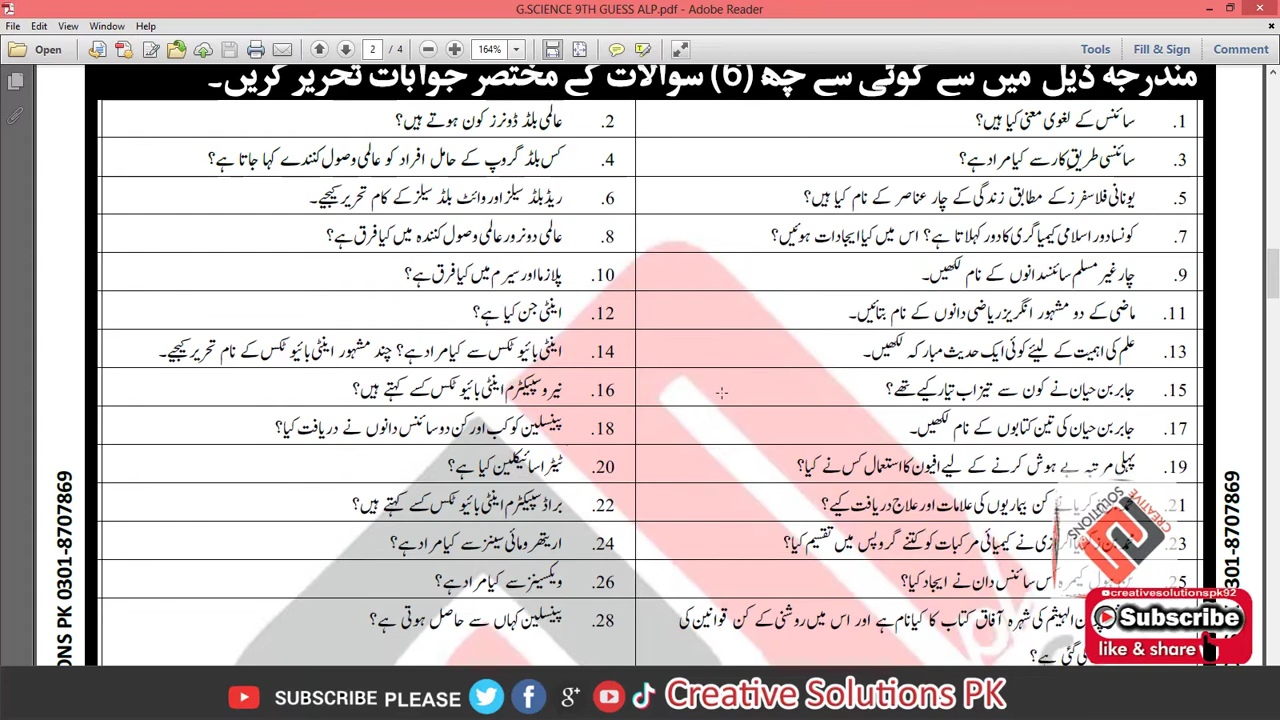 G.SCIENCE 9TH GUESS ALP.pdf - Adobe Reader
File Edit View Window Help
Open 2 / 4 164% Tools Fill & Sign Comment
مندرجہ ذیل میں سے کوئی سے چھ (6) سوالات کے مختصر جوابات تحریر کریں۔
1. سائنس کے لغوی معنی کیا ہیں؟
2. عالمی بلڈ ڈونرز کون ہوتے ہیں؟
3. سائنسی طریقِ کار سے کیا مراد ہے؟
4. کس بلڈ گروپ کے حامل افراد کو عالمی وصول کنندے کہا جاتا ہے؟
5. یونانی فلاسفرز کے مطابق زندگی کے چار عناصر کے نام کیا ہیں؟
6. ریڈ بلڈ سیلز اور وائٹ بلڈ سیلز کے کام تحریر کیجیے۔
7. کونسا دور اسلامی کیمیا گری کا دور کہلاتا ہے؟ اس میں کیا ایجادات ہوئیں؟
8. عالمی دونرور عالمی وصول کنندہ میں کیا فرق ہے؟
9. چار غیر مسلم سائنسدانوں کے نام لکھیں۔
10. پلازما اور سیرم میں کیا فرق ہے؟
11. ماضی کے دو مشہور انگریز ریاضی دانوں کے نام بتائیں۔
12. اینٹی جن کیا ہے؟
13. علم کی اہمیت کے لیئے کوئی ایک حدیث مبارکہ لکھیں۔
14. اینٹی بائیوٹکس سے کیا مراد ہے؟ چند مشہور اینٹی بائیوٹکس کے نام تحریر کیجیے۔
15. جابر بن حیان نے کون سے تیزاب تیار کیے تھے؟
16. نیرو سپیکٹرم اینٹی بائیوٹکس کسے کہتے ہیں؟
17. جابر بن حیان کی تین کتابوں کے نام لکھیں۔
18. پینسلین کو کب اور کن دو سائنس دانوں نے دریافت کیا؟
19. پہلی مرتبہ بے ہوش کرنے کے لیے افیون کا استعمال کس نے کیا؟
20. ٹیٹراسائیکلین کیا ہے؟
21. کن بیماریوں کی علامات اور علاج دریافت کیے؟
22. براڈ سپیکٹرم اینٹی بائیوٹکس کسے کہتے ہیں؟
23. رازی نے کیمیائی مرکبات کو کتنے گروپس میں تقسیم کیا؟
24. اریتھرومائی سینز سے کیا مراد ہے؟
25. کیمرہ کس سائنس دان نے ایجاد کیا؟
26. ویکسینز سے کیا مراد ہے؟
الہیثم کی شہرہ آفاق کتاب کا کیا نام ہے اور اس میں روشنی کے کن قوانین کی
28. پینسلین کہاں سے حاصل ہوتی ہے؟
گئی ہے؟
ONS PK 0301-8707869
0301-8707869
CREATIVE SOLUTIONS
creativesolutionspk92
Subscribe
like & share
SUBSCRIBE PLEASE Creative Solutions PK